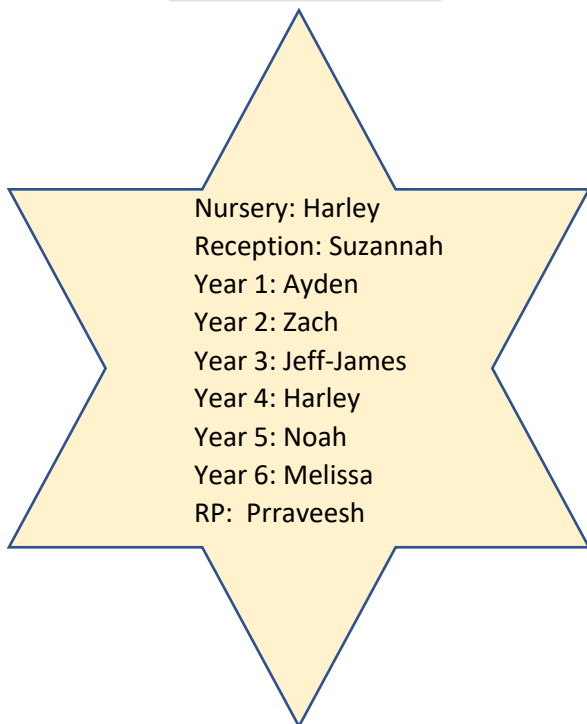 Nursery: Harley
Reception: Suzannah
Year 1: Ayden
Year 2: Zach
Year 3: Jeff-James
Year 4: Harley
Year 5: Noah
Year 6: Melissa
RP:  Prraveesh